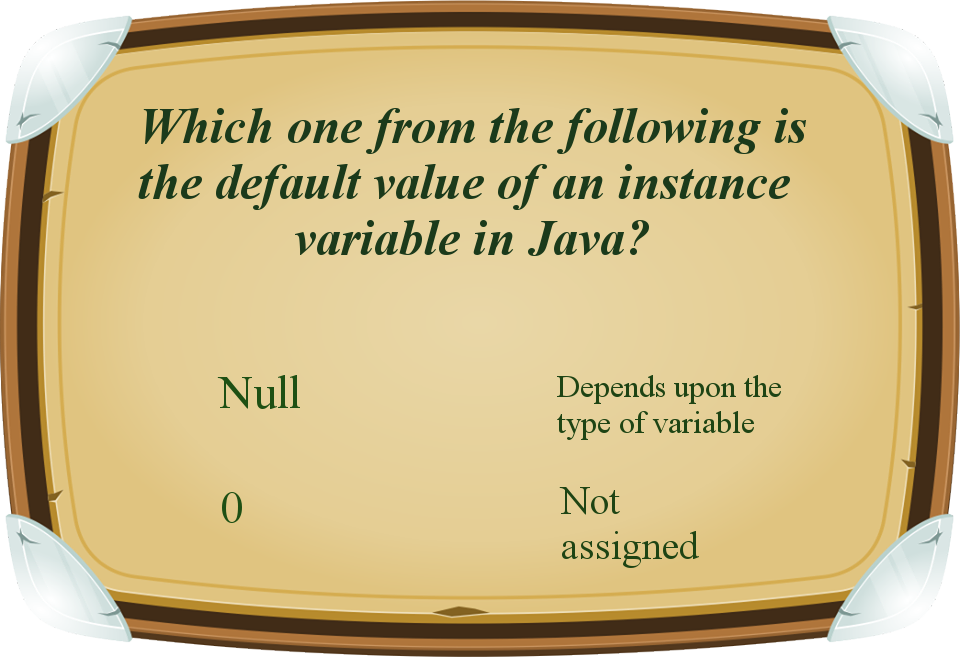 Which one from the following is
the default value of an instance
variable in Java?
Null
Depends upon the
type of variable
0
Not
assigned